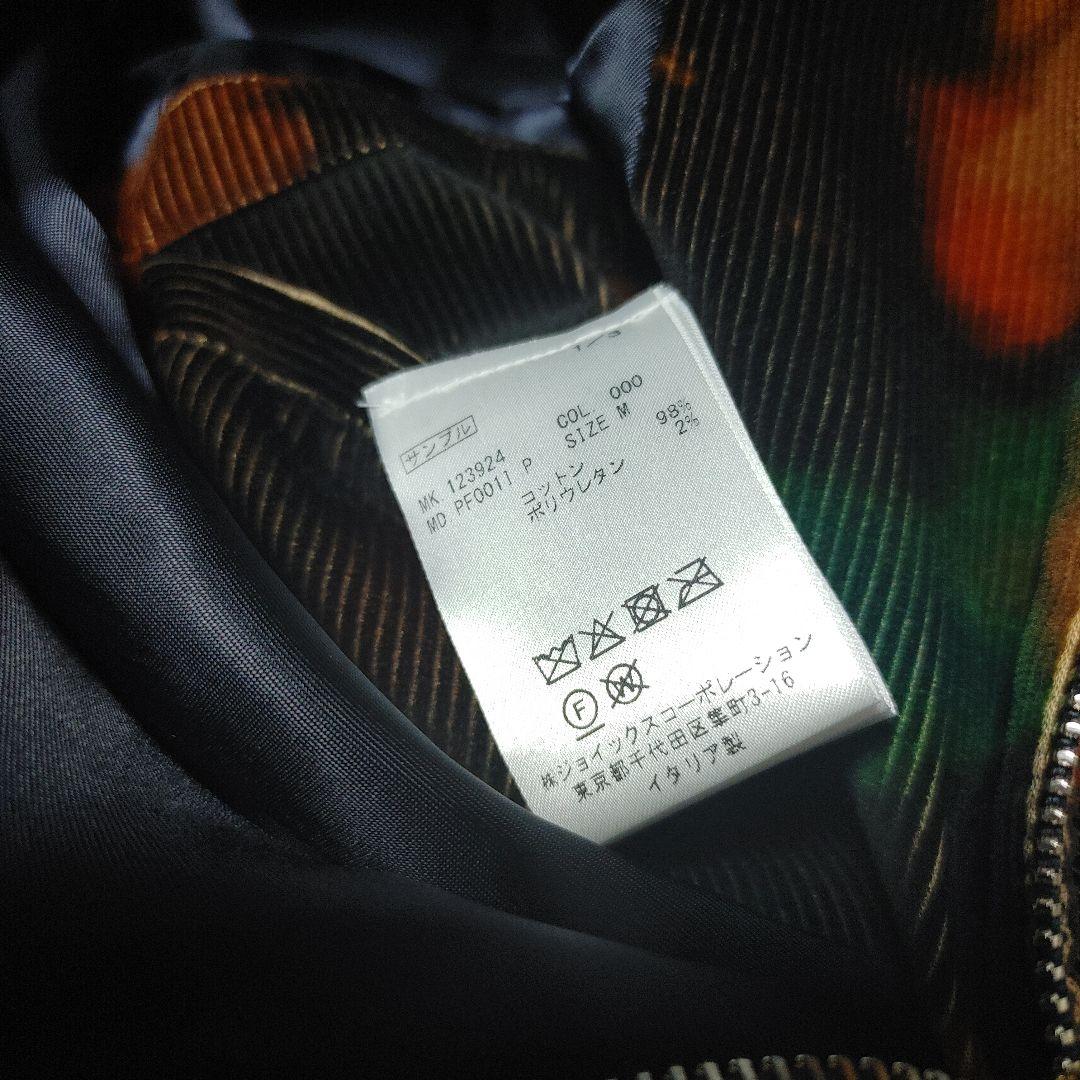 サンプル
MK 123924 COL 000
MD PF0011 P SIZE M
コットン 98%
ポリウレタン 2%
F W
㈱ジョイックスコーポレーション
東京都千代田区麹町3-16
イタリア製